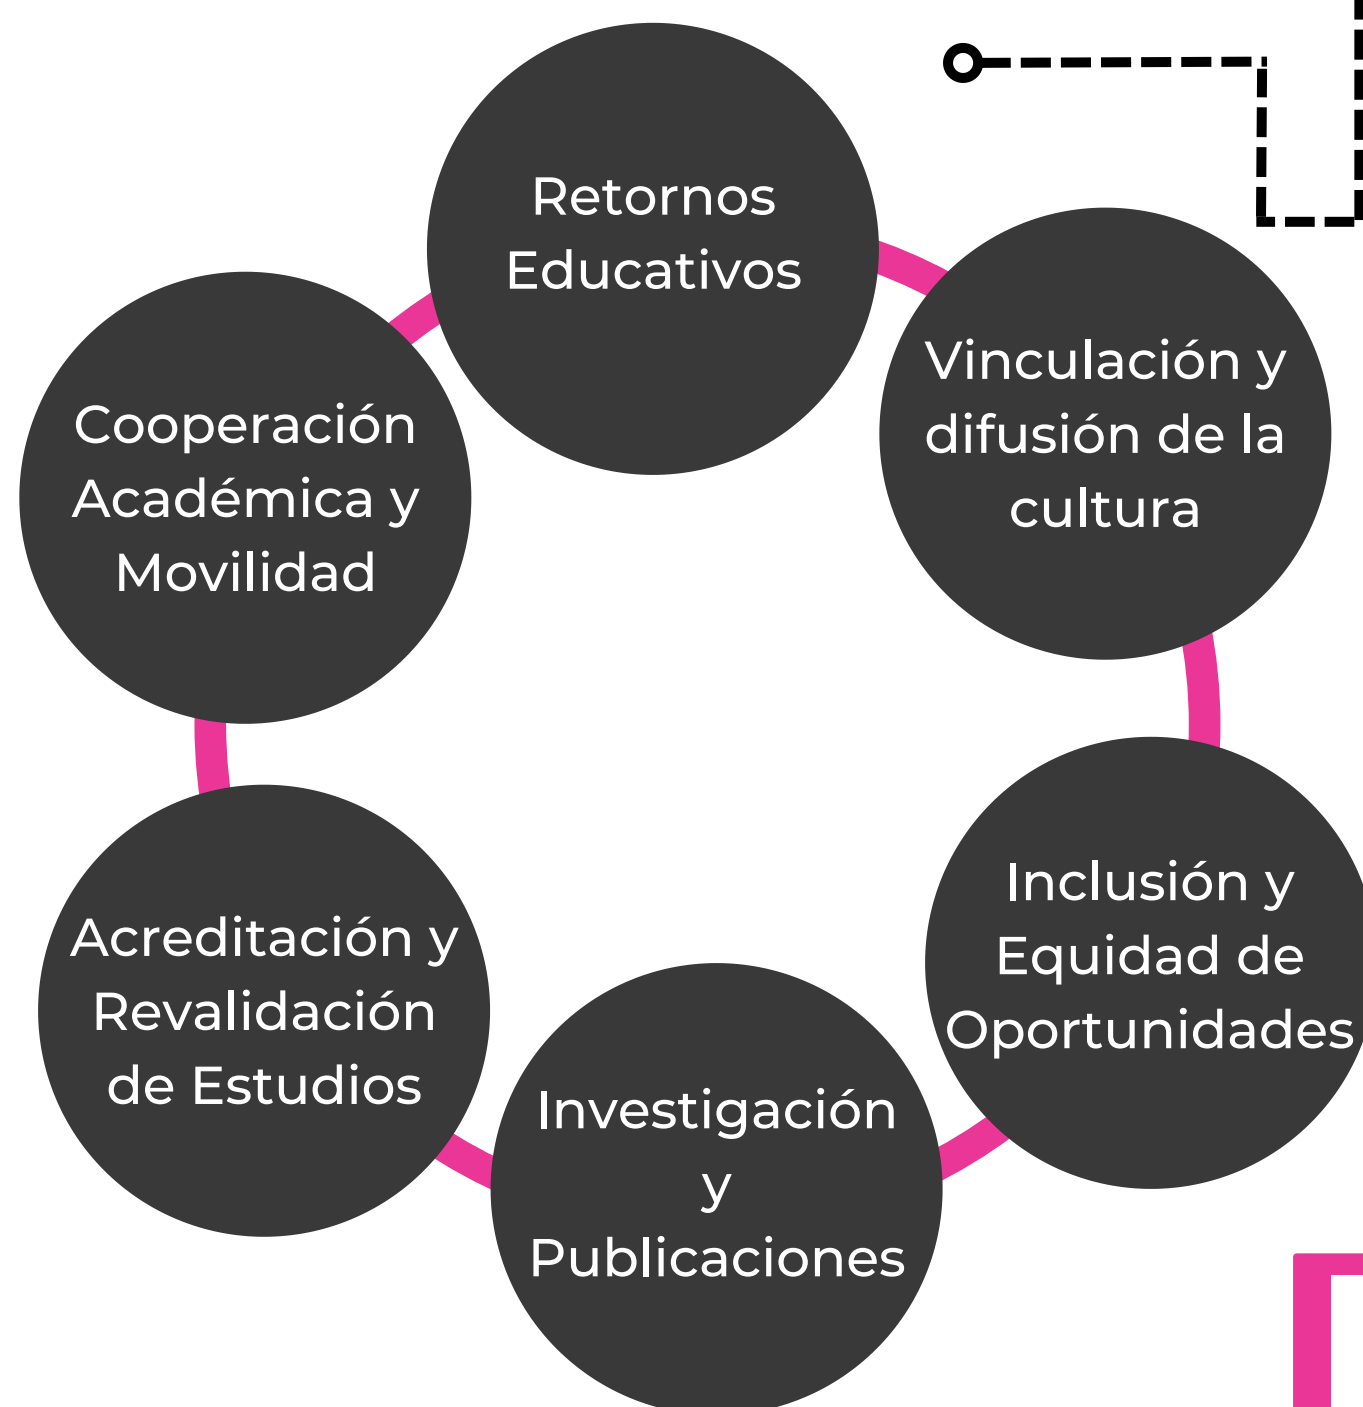 Retornos
Educativos
Vinculación y
difusión de la
cultura
Inclusión y
Equidad de
Oportunidades
Investigación
y
Publicaciones
Acreditación y
Revalidación
de Estudios
Cooperación
Académica y
Movilidad